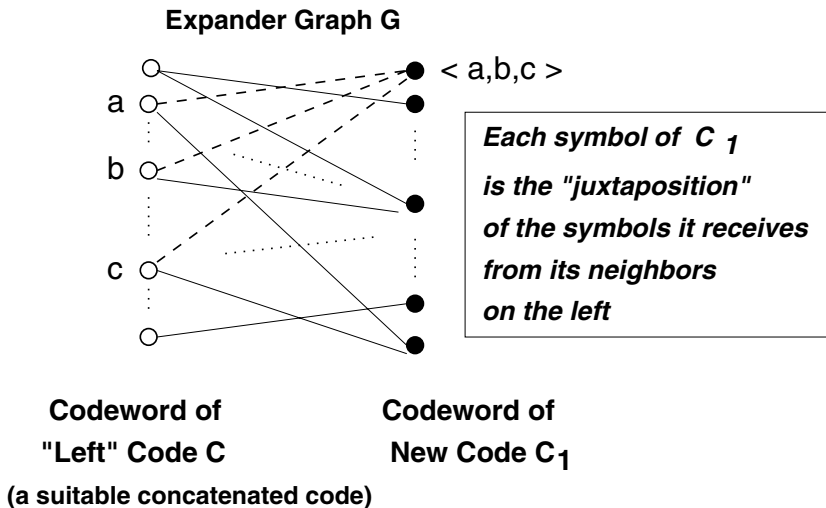 Expander Graph G
< a,b,c >
a
b
c
Each symbol of C 1
is the "juxtaposition"
of the symbols it receives
from its neighbors
on the left
Codeword of
"Left" Code C
(a suitable concatenated code)
Codeword of
New Code C1